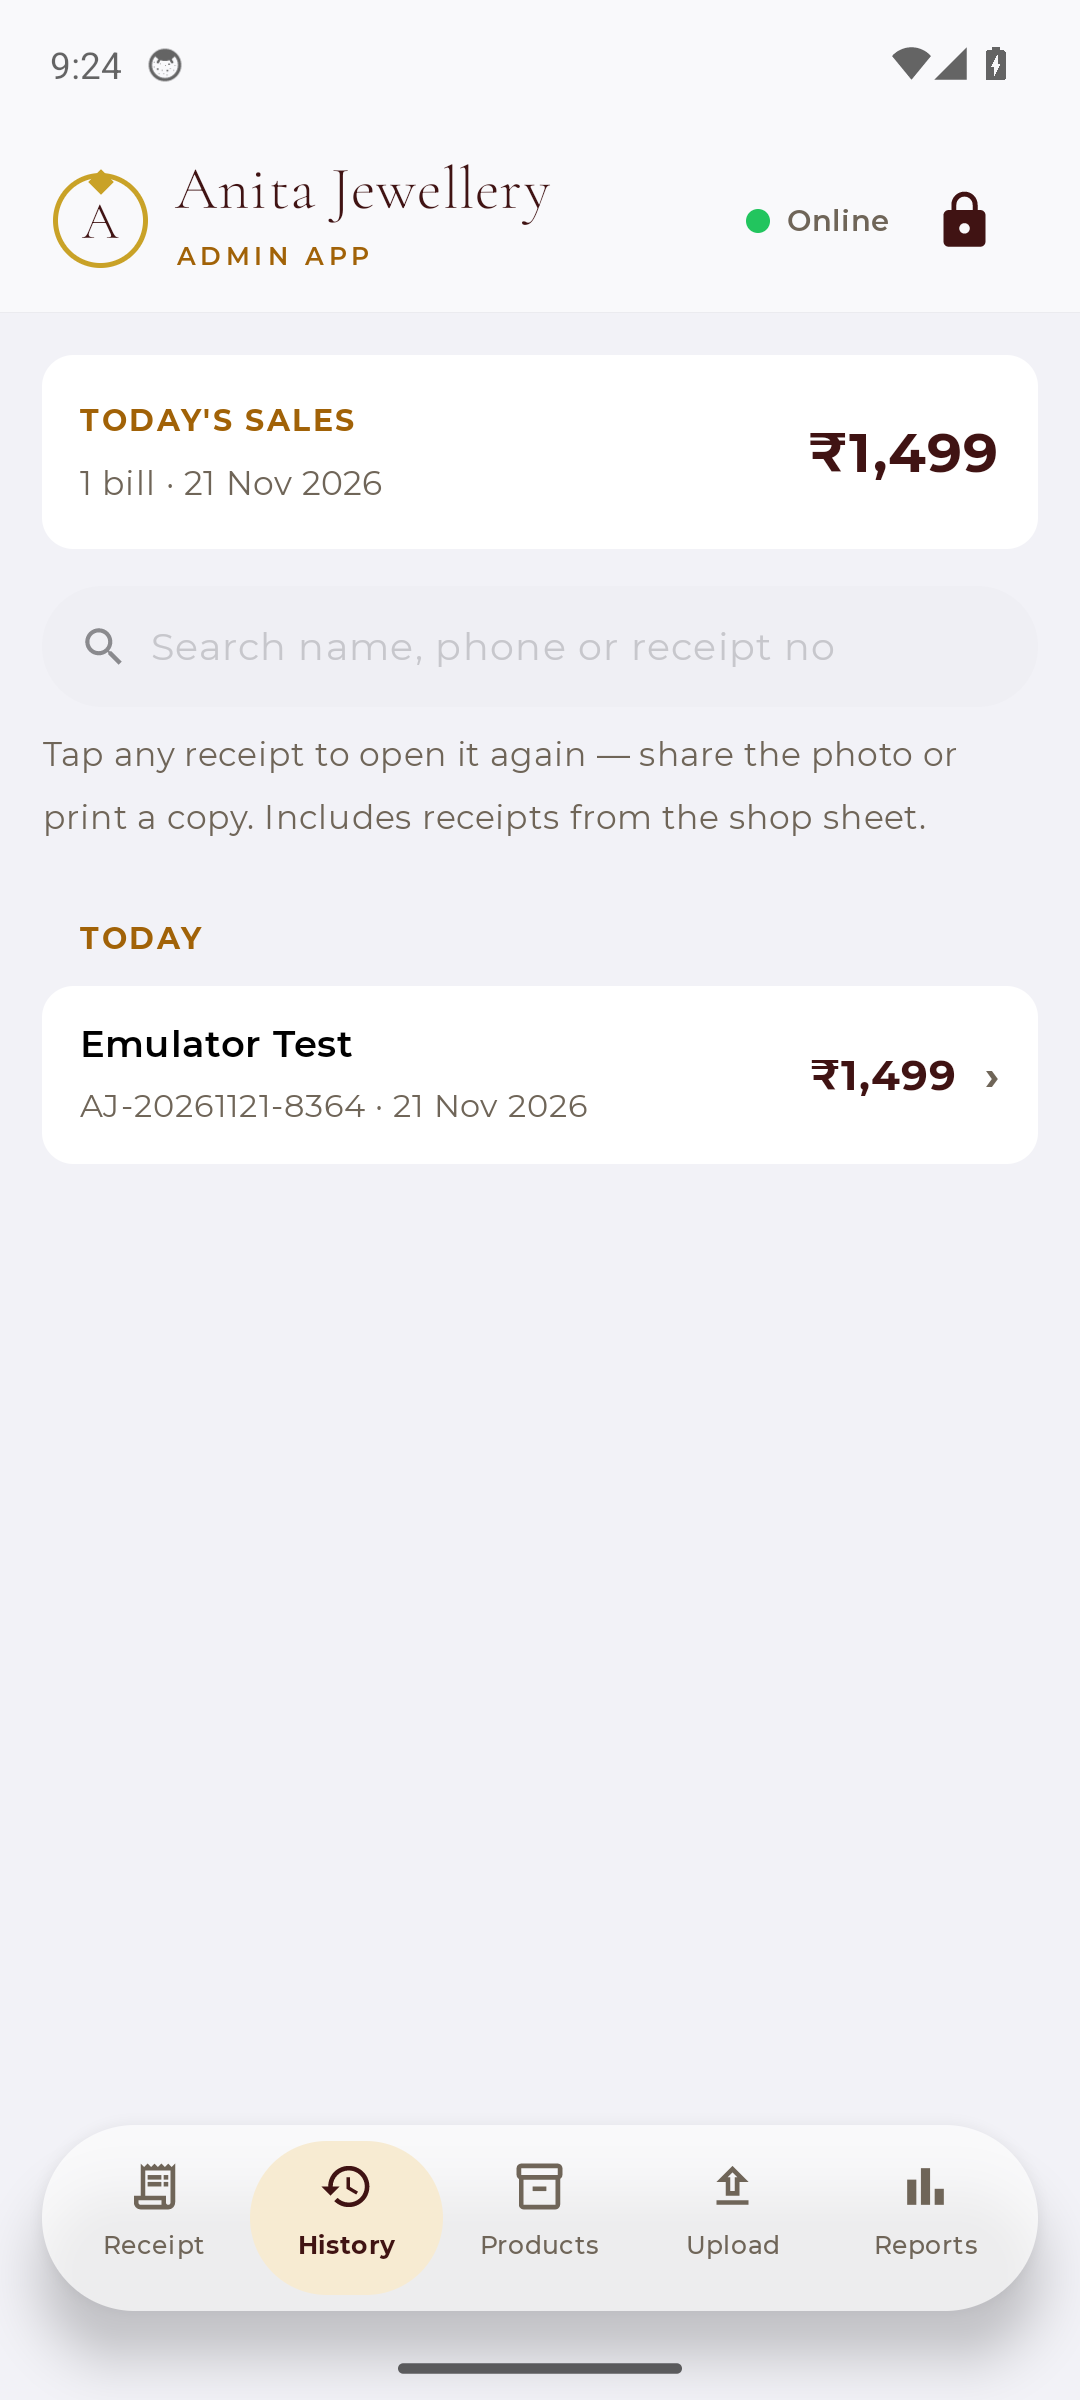 9:24
A
Anita Jewellery
ADMIN APP
Online
TODAY'S SALES
1 bill · 21 Nov 2026
₹1,499
Search name, phone or receipt no
Tap any receipt to open it again — share the photo or
print a copy. Includes receipts from the shop sheet.
TODAY
Emulator Test
AJ-20261121-8364 · 21 Nov 2026
₹1,499 ›
Receipt
History
Products
Upload
Reports